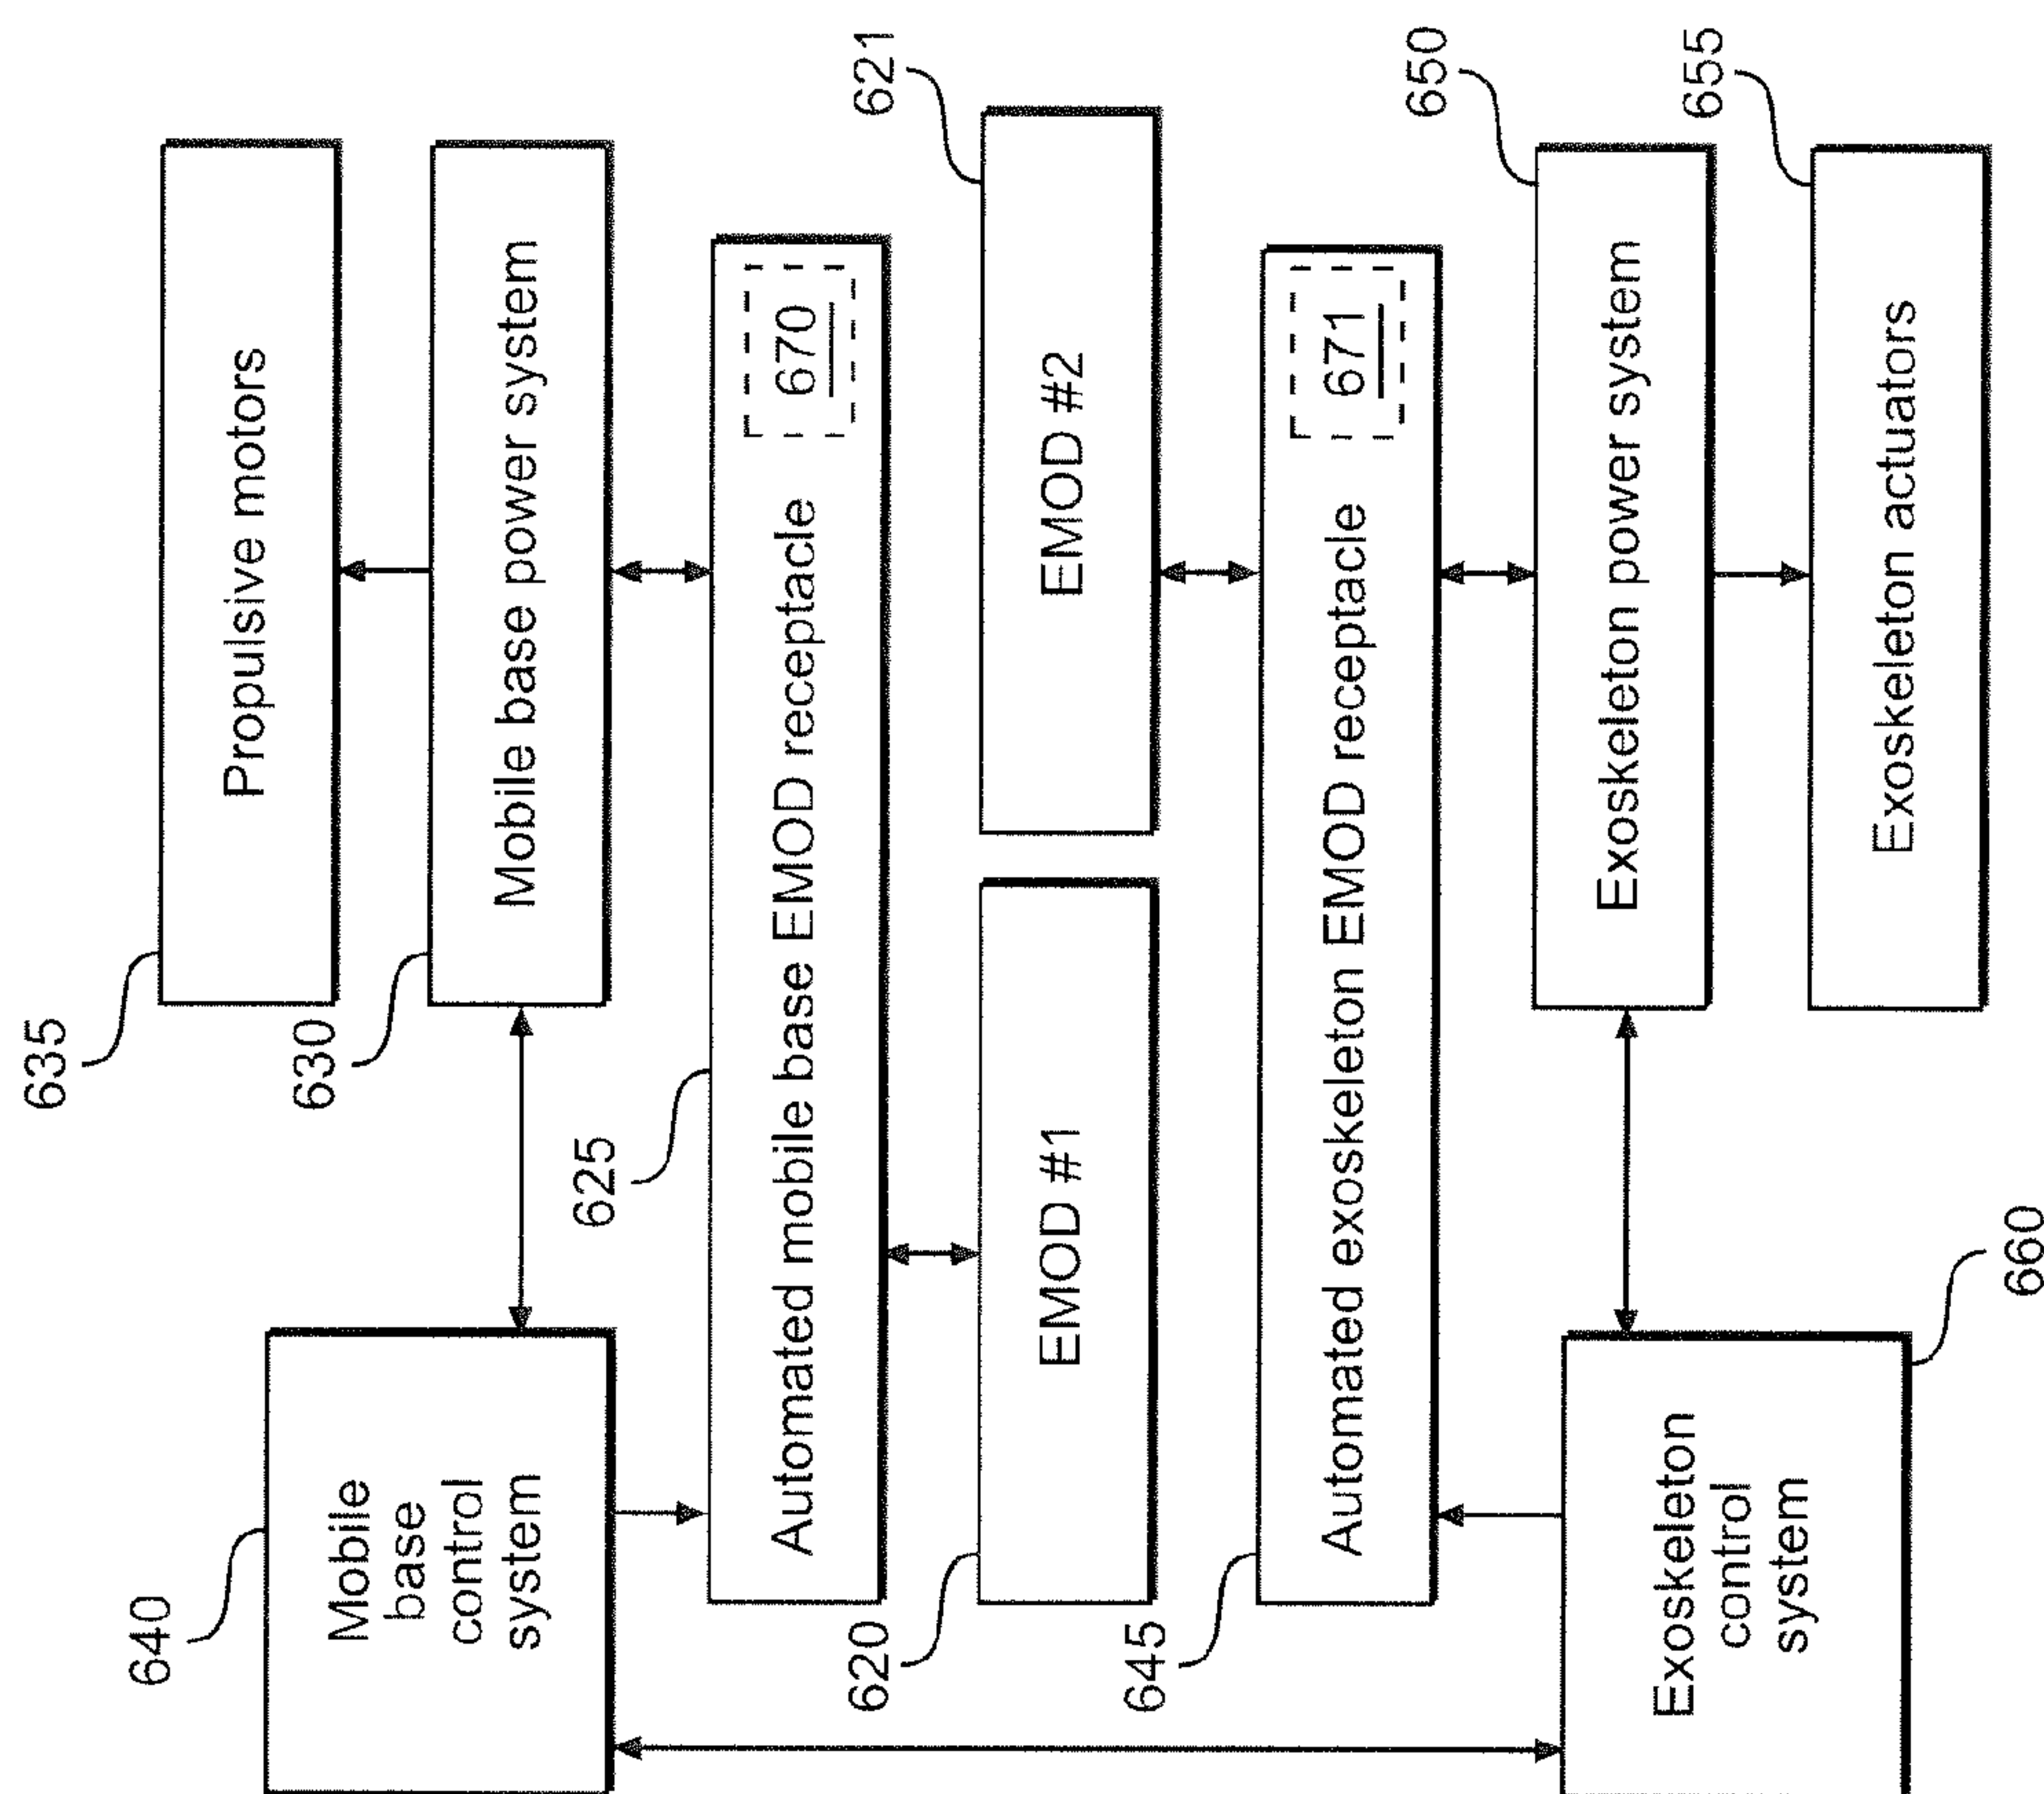 635
Propulsive motors
630
Mobile base power system
640
Mobile
base
control
system
625
Automated mobile base EMOD receptacle
670
620
EMOD #1
621
EMOD #2
645
Automated exoskeleton EMOD receptacle
671
650
Exoskeleton power system
655
Exoskeleton actuators
660
Exoskeleton
control
system